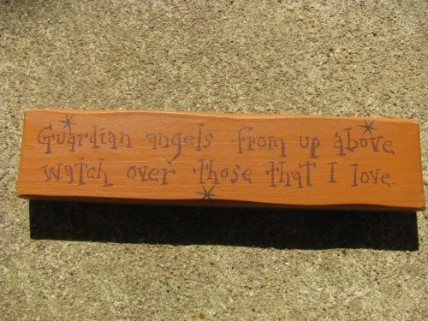 Guardian angels from up above
watch over those that I love.